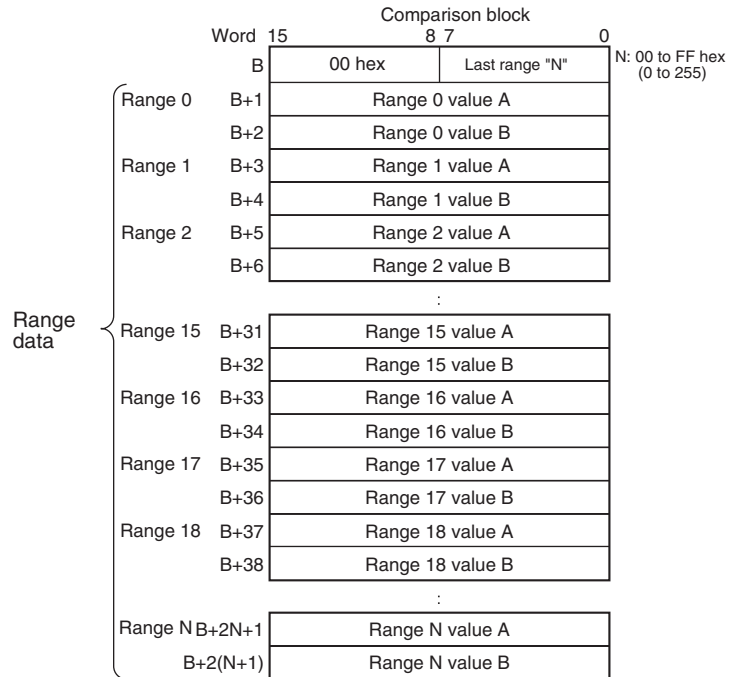 Comparison block
Word 15 8 7 0
B 00 hex Last range "N" N: 00 to FF hex
(0 to 255)
Range 0 B+1 Range 0 value A
B+2 Range 0 value B
Range 1 B+3 Range 1 value A
B+4 Range 1 value B
Range 2 B+5 Range 2 value A
B+6 Range 2 value B
:
Range data
Range 15 B+31 Range 15 value A
B+32 Range 15 value B
Range 16 B+33 Range 16 value A
B+34 Range 16 value B
Range 17 B+35 Range 17 value A
B+36 Range 17 value B
Range 18 B+37 Range 18 value A
B+38 Range 18 value B
:
Range N B+2N+1 Range N value A
B+2(N+1) Range N value B